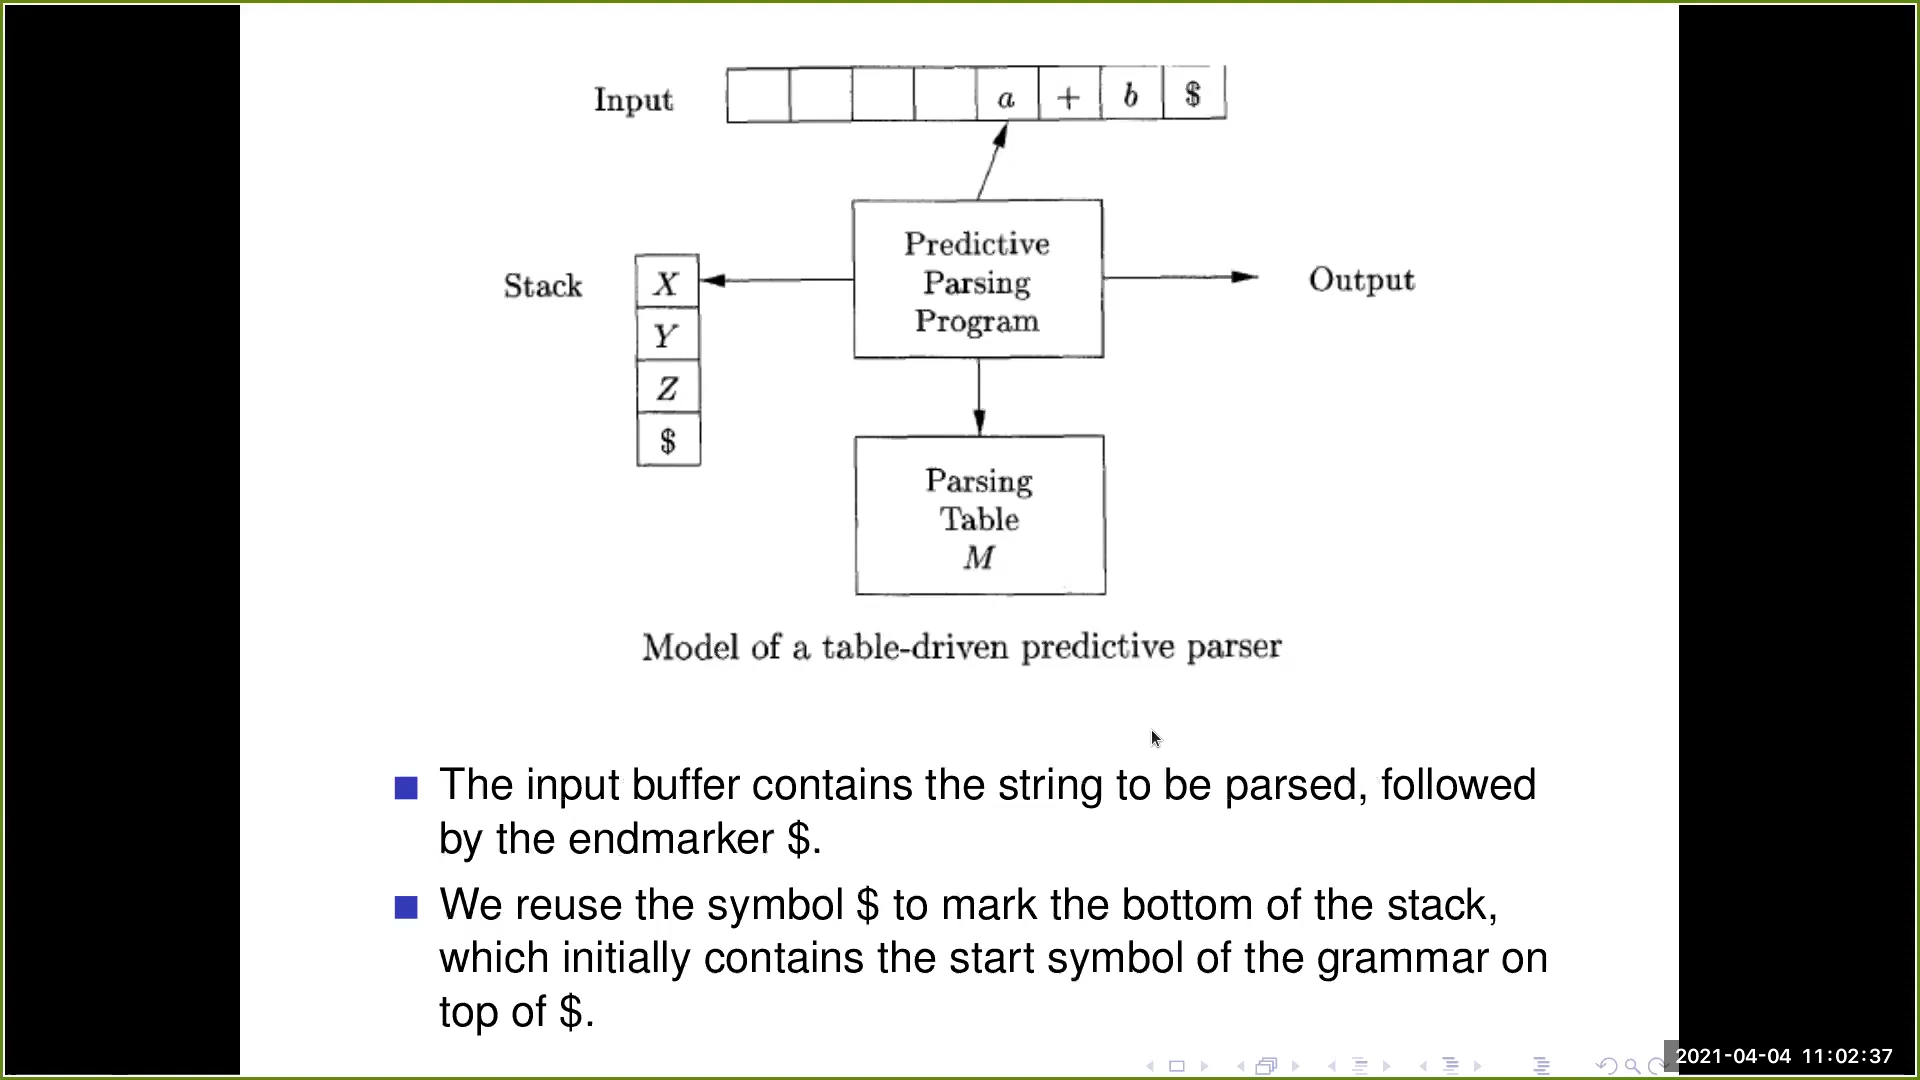 Input a + b $
Predictive
Stack X Parsing Output
Program
Y
Z
$
Parsing
Table
M
Model of a table-driven predictive parser
The input buffer contains the string to be parsed, followed
by the endmarker $.
We reuse the symbol $ to mark the bottom of the stack,
which initially contains the start symbol of the grammar on
top of $.
2021-04-04 11:02:37